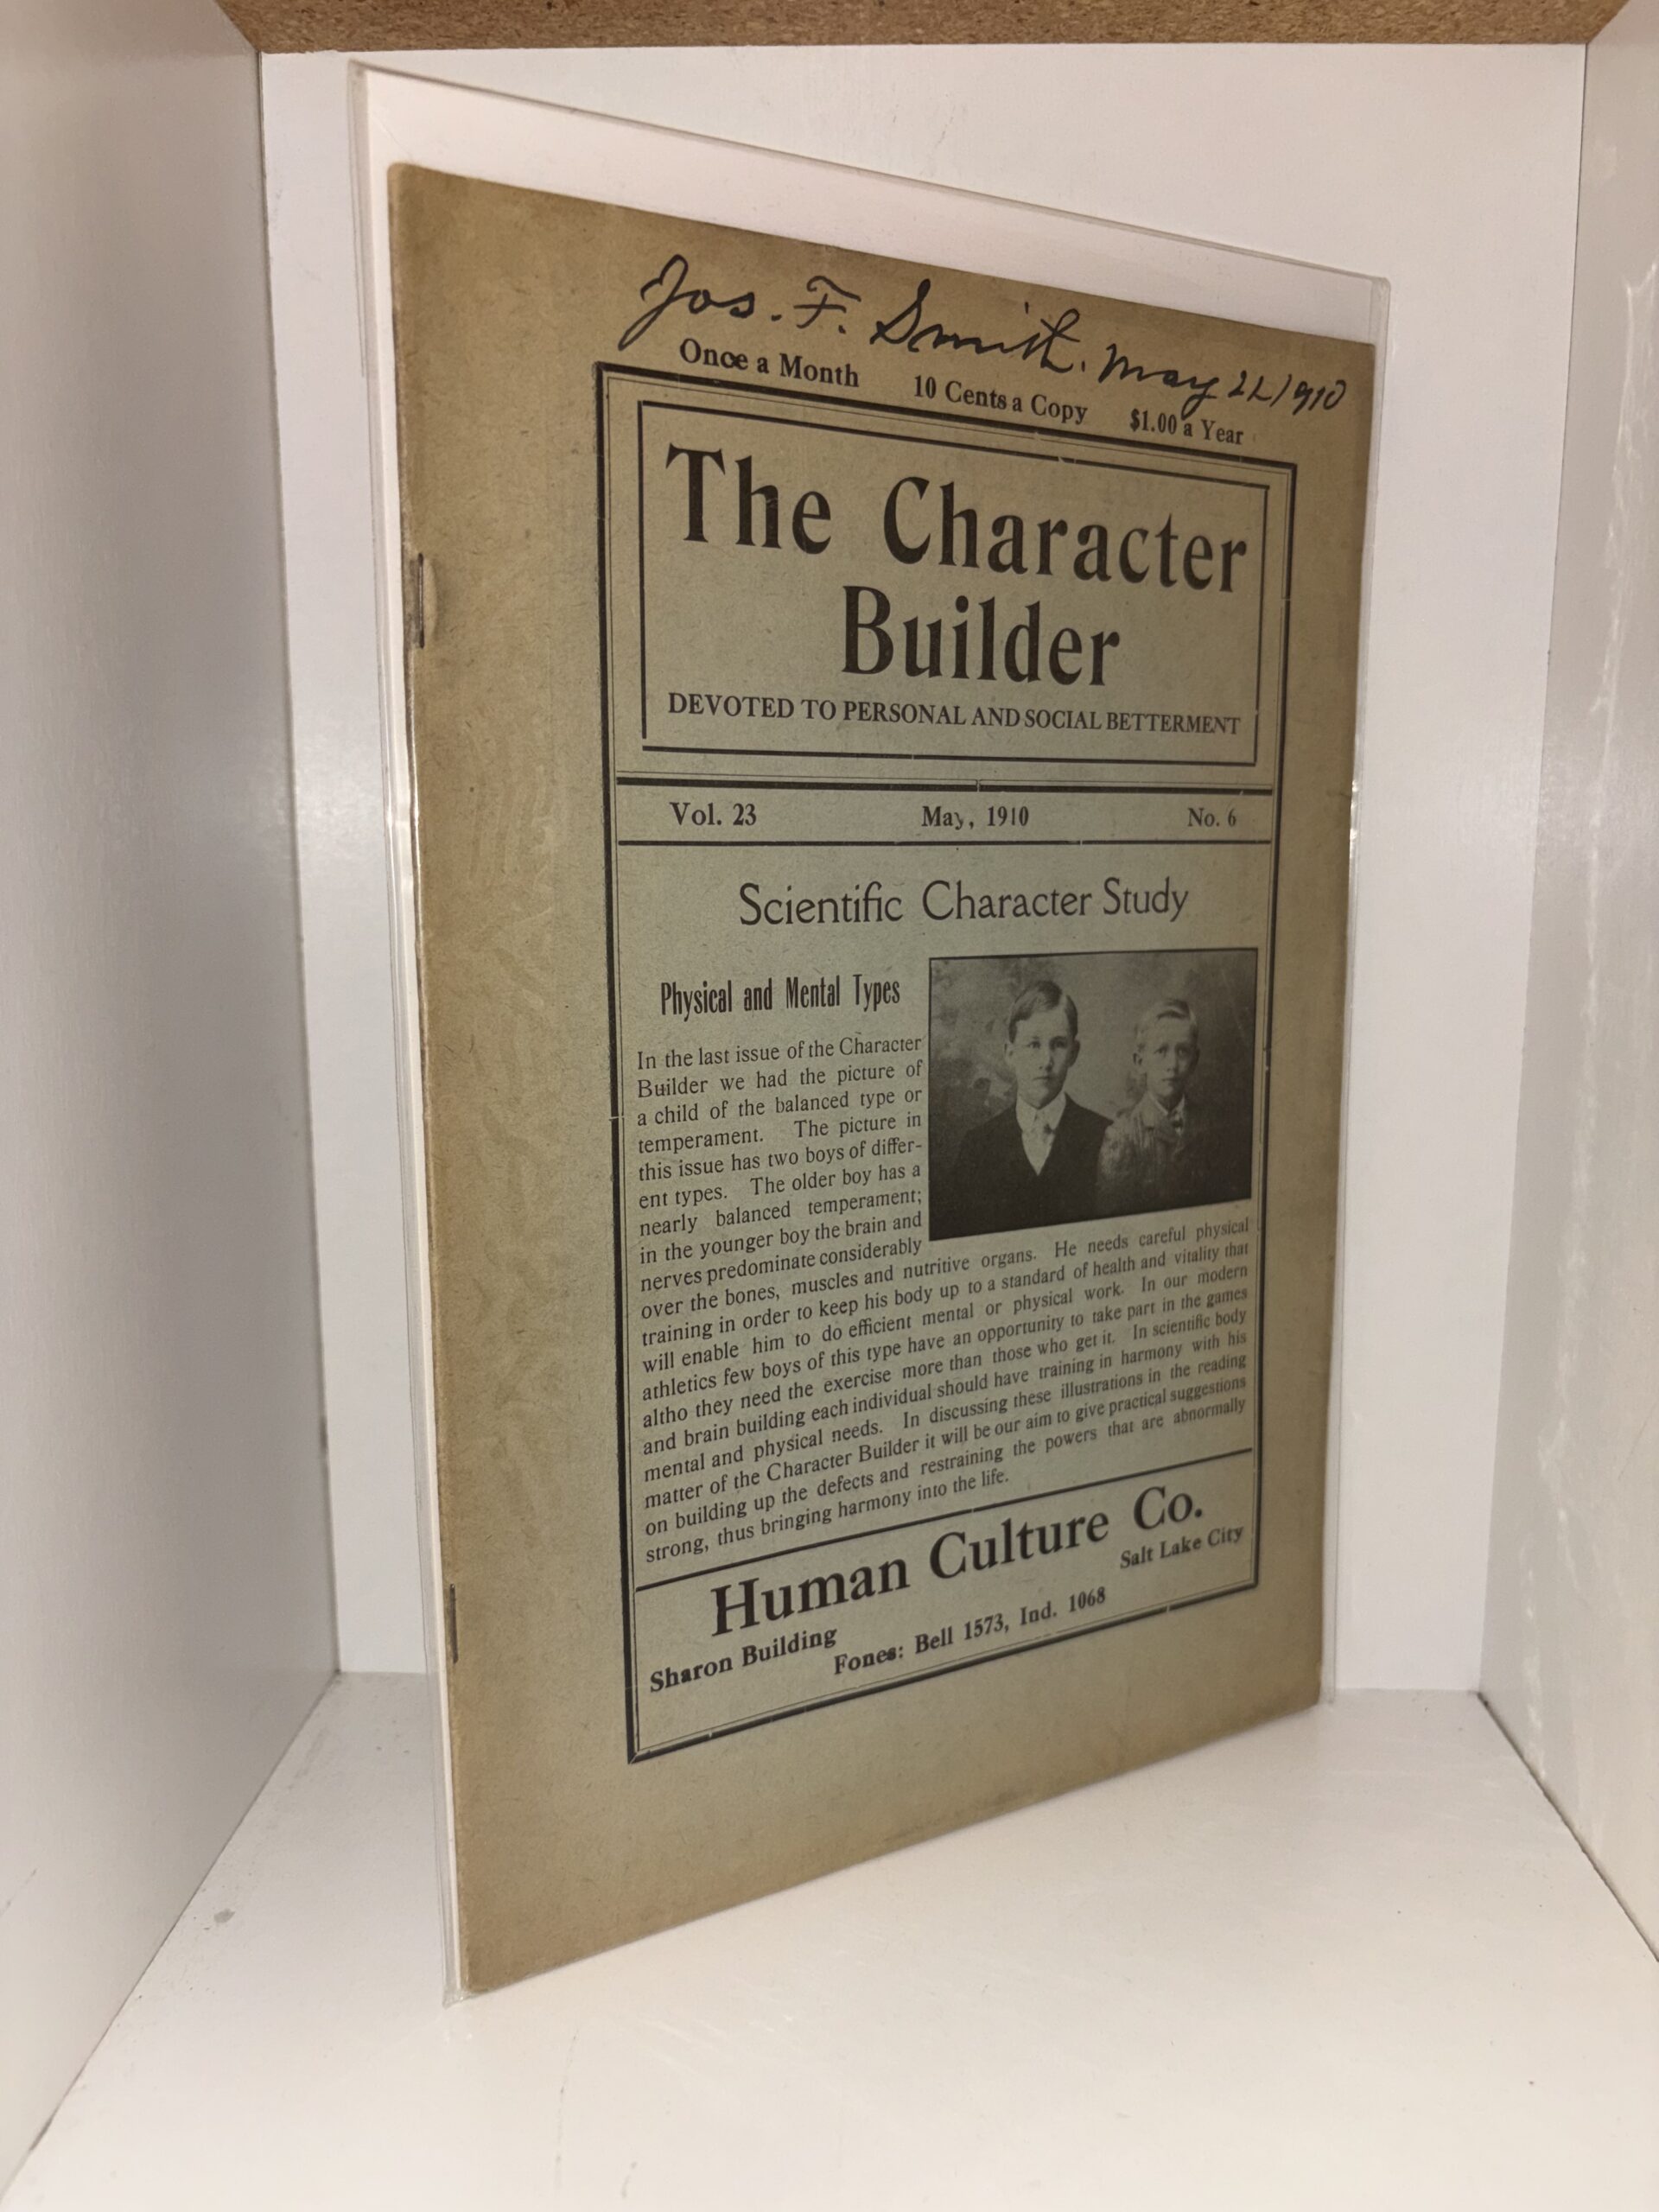 Jos. F. Smith. May 22 1910
Once a Month 10 Cents a Copy $1.00 a Year
The Character
Builder
DEVOTED TO PERSONAL AND SOCIAL BETTERMENT
Vol. 23 May, 1910 No. 6
Scientific Character Study
Physical and Mental Types
In the last issue of the Character
Builder we had the picture of
a child of the balanced type or
temperament. The picture in
this issue has two boys of differ-
ent types. The older boy has a
nearly balanced temperament;
in the younger boy the brain and
nerves predominate considerably
over the bones, muscles and nutritive organs. He needs careful physical
training in order to keep his body up to a standard of health and vitality that
will enable him to do efficient mental or physical work. In our modern
athletics few boys of this type have an opportunity to take part in the games
altho they need the exercise more than those who get it. In scientific body
and brain building each individual should have training in harmony with his
mental and physical needs. In discussing these illustrations in the reading
matter of the Character Builder it will be our aim to give practical suggestions
on building up the defects and restraining the powers that are abnormally
strong, thus bringing harmony into the life.
Human Culture Co.
Sharon Building Salt Lake City
Fones: Bell 1573, Ind. 1068